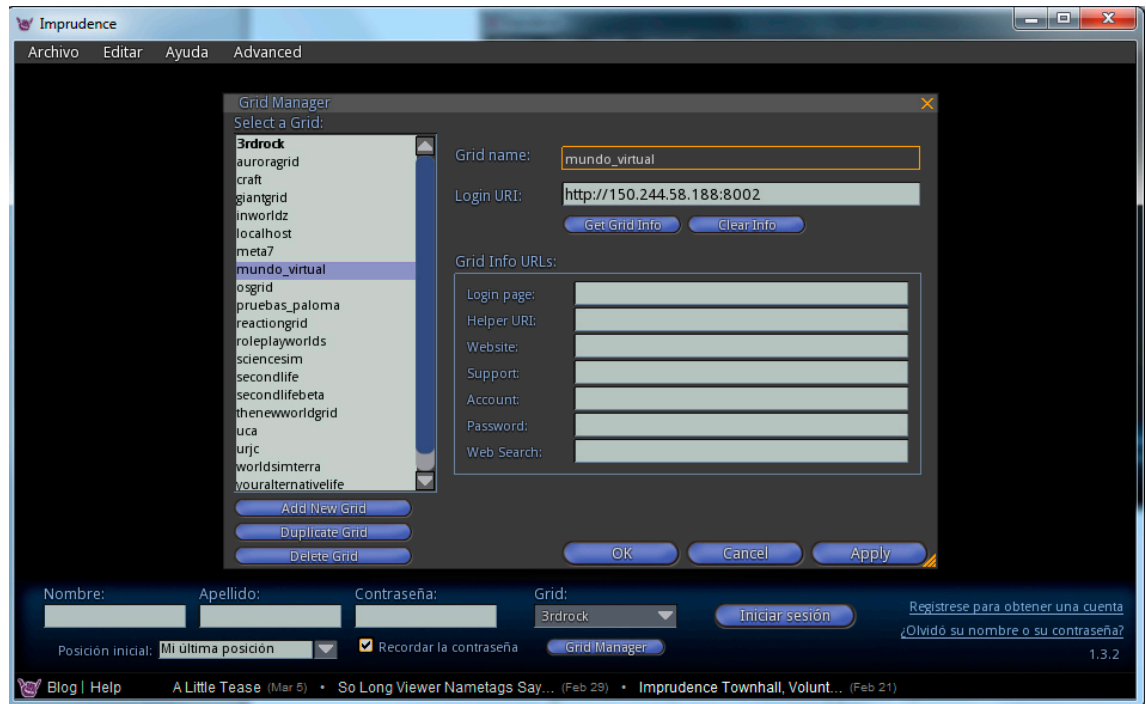 Imprudence
Archivo Editar Ayuda Advanced
Grid Manager
Select a Grid:
3rdrock
auroragrid
craft
giantgrid
inworldz
localhost
meta7
mundo_virtual
osgrid
pruebas_paloma
reactiongrid
roleplayworlds
sciencesim
secondlife
secondlifebeta
thenewworldgrid
uca
urjc
worldsimterra
youralternativelife
Add New Grid
Duplicate Grid
Delete Grid
Grid name: mundo_virtual
Login URI: http://150.244.58.188:8002
Get Grid Info Clear Info
Grid Info URLs:
Login page:
Helper URI:
Website:
Support:
Account:
Password:
Web Search:
OK Cancel Apply
Nombre: Apellido: Contraseña: Grid:
3rdrock Iniciar sesión
Posición inicial: Mi última posición Recordar la contraseña Grid Manager
Registrese para obtener una cuenta
¿Olvidó su nombre o su contraseña?
1.3.2
Blog | Help A Little Tease (Mar 5) • So Long Viewer Nametags Say... (Feb 29) • Imprudence Townhall, Volunt... (Feb 21)